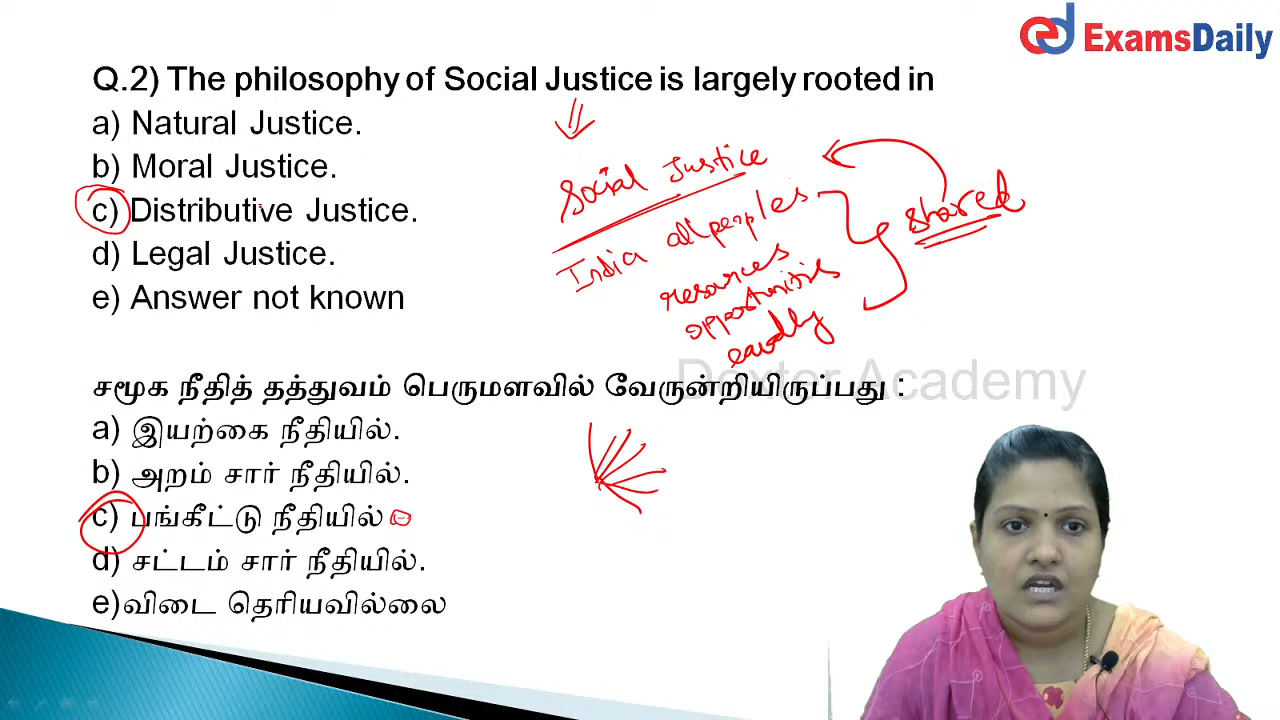 ExamsDaily
Q.2) The philosophy of Social Justice is largely rooted in
a) Natural Justice.
b) Moral Justice.
c) Distributive Justice.
d) Legal Justice.
e) Answer not known
Social Justice
India all peoples
resources
opportunities
shared
Dexter Academy
சமூக நீதித் தத்துவம் பெருமளவில் வேருன்றியிருப்பது :
a) இயற்கை நீதியில்.
b) அறம் சார் நீதியில்.
c) பங்கீட்டு நீதியில்
d) சட்டம் சார் நீதியில்.
e)விடை தெரியவில்லை